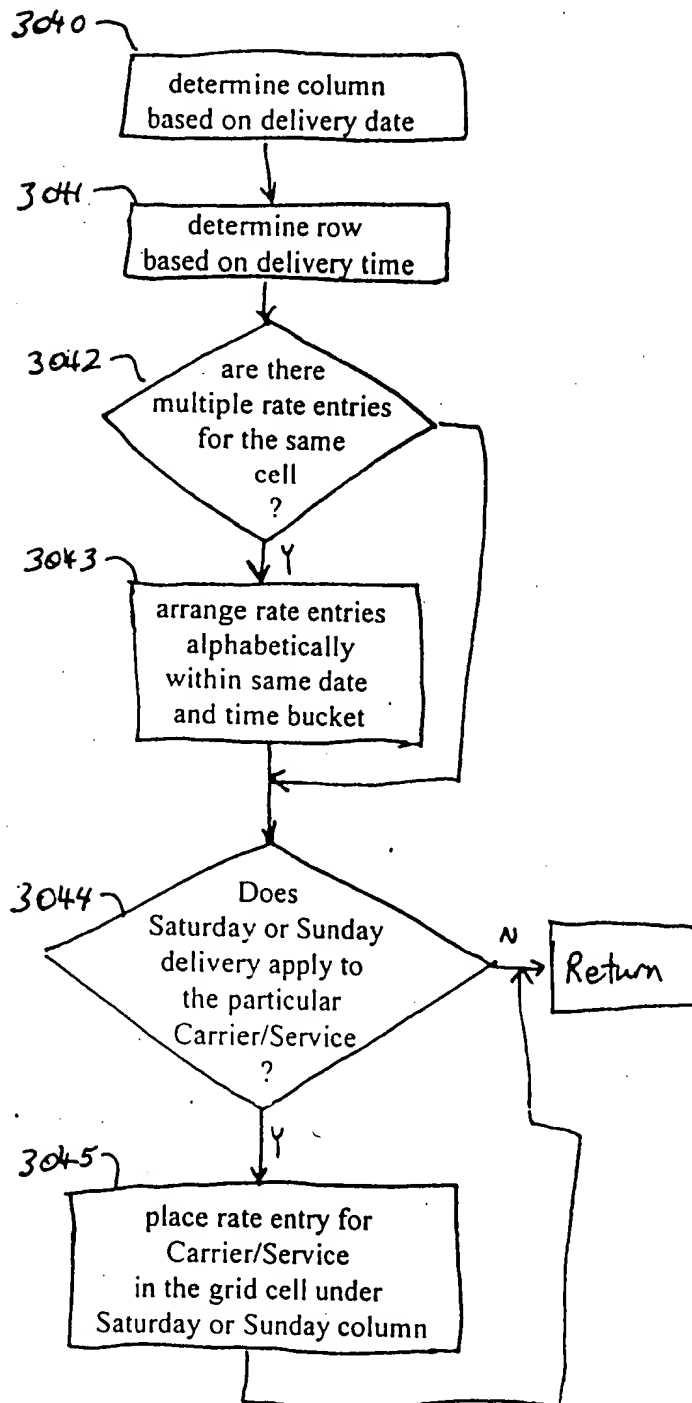 3040
determine column
based on delivery date
3041
determine row
based on delivery time
3042
are there
multiple rate entries
for the same
cell
?
Y
3043
arrange rate entries
alphabetically
within same date
and time bucket
3044
Does
Saturday or Sunday
delivery apply to
the particular
Carrier/Service
?
N
Return
Y
3045
place rate entry for
Carrier/Service
in the grid cell under
Saturday or Sunday column